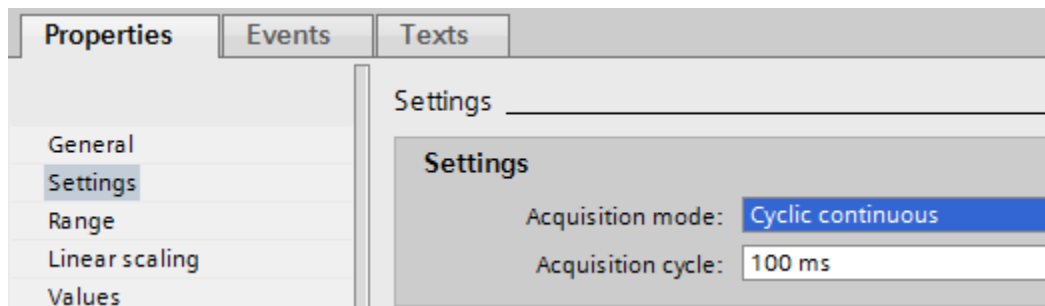 Properties Events Texts
Settings
General
Settings
Range
Linear scaling
Values
Settings
Acquisition mode: Cyclic continuous
Acquisition cycle: 100 ms